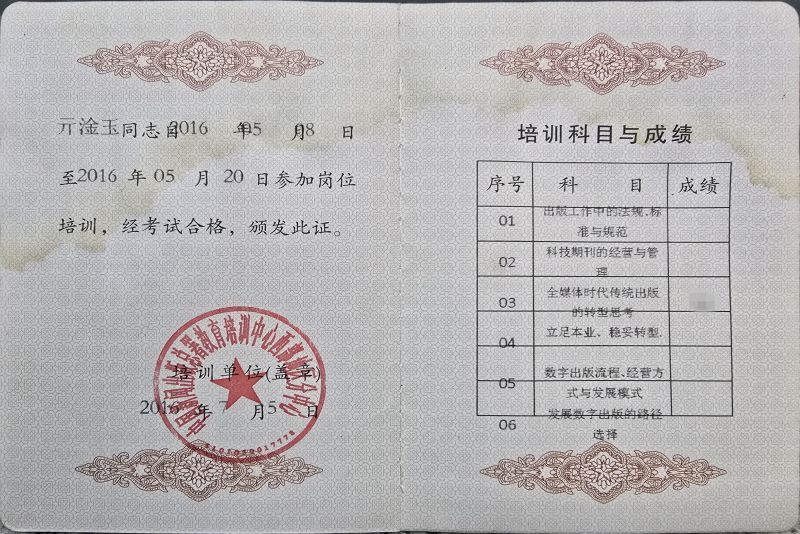 亓淦玉同志自2016 年05 月08 日
至2016 年 05 月 20 日参加岗位
培训，经考试合格，颁发此证。
培训单位(盖章)
2016 年 7 月 5 日
5101030017778
培训科目与成绩
序号 科 目 成绩
01 出版工作中的法规、标
准与规范
02 科技期刊的经营与管
理
03 全媒体时代传统出版
的转型思考
04 立足本业、稳妥转型.
05 数字出版流程、经营方
式与发展模式
06 发展数字出版的路径
选择